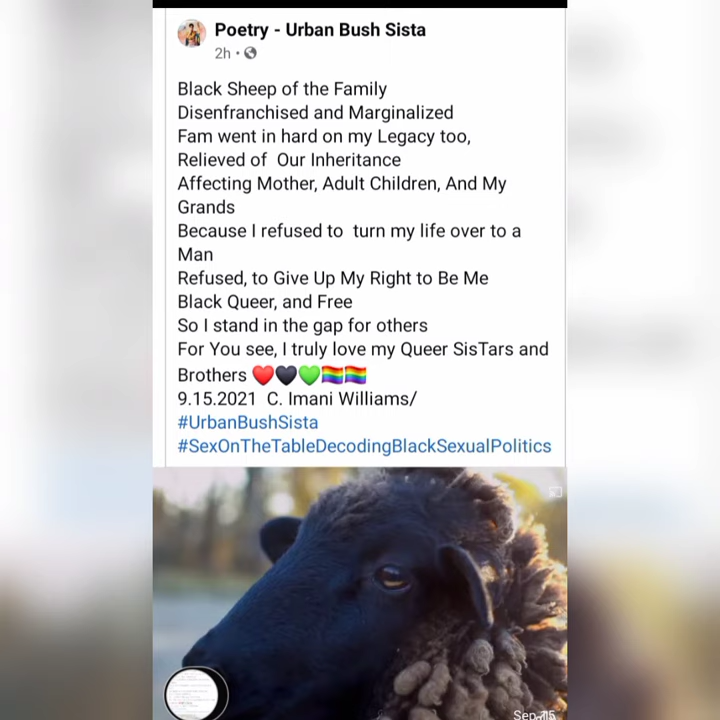 Poetry - Urban Bush Sista
2h •
Black Sheep of the Family
Disenfranchised and Marginalized
Fam went in hard on my Legacy too,
Relieved of  Our Inheritance
Affecting Mother, Adult Children, And My
Grands
Because I refused to  turn my life over to a
Man
Refused, to Give Up My Right to Be Me
Black Queer, and Free
So I stand in the gap for others
For You see, I truly love my Queer SisTars and
Brothers ❤️🖤💚🏳️‍🌈🏳️‍🌈
9.15.2021  C. Imani Williams/
#UrbanBushSista
#SexOnTheTableDecodingBlackSexualPolitics
Sep 15